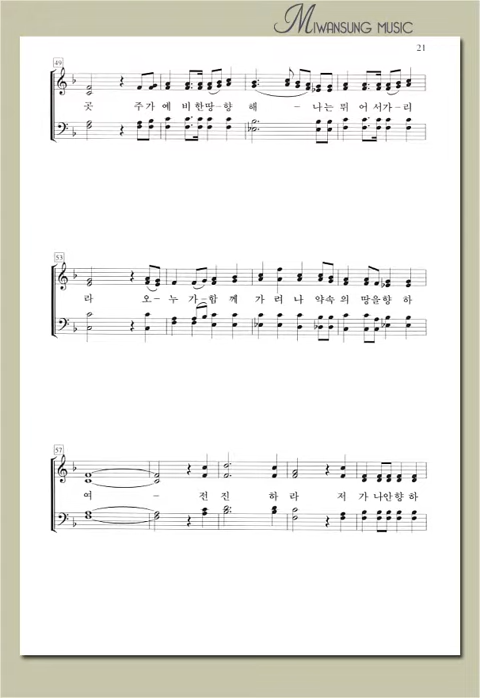 MIWANSUNG MUSIC
21
49
곳 주가 예 비한땅-향 해 - 나는 뛰 어 서가-리
53
라 오-누 가-함 께 가 려 나 약속의 땅을향 하
57
여 - 전 진 하 라 저 가 나안향 하